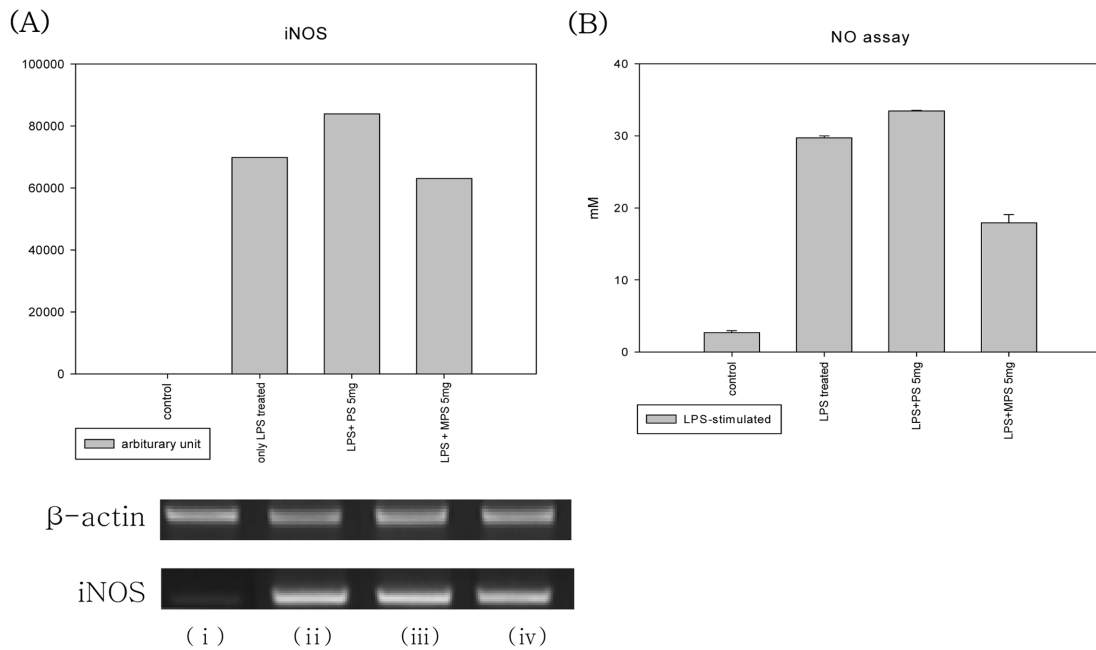 (A)
iNOS
100000
80000
60000
40000
20000
0
control
only LPS treated
LPS+ PS 5mg
LPS + MPS 5mg
arbiturary unit
(B)
NO assay
mM
40
30
20
10
0
control
LPS treated
LPS+PS 5mg
LPS+MPS 5mg
LPS-stimulated
β-actin
iNOS
(i) (ii) (iii) (iv)